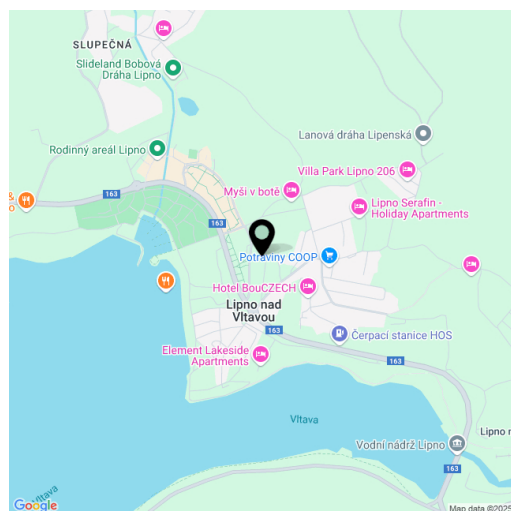 SLUPEČNÁ
Slideland Bobová
Dráha Lipno
Lanová dráha Lipenská
Rodinný areál Lipno
Villa Park Lipno 206
Myši v botě
163
&
o
Lipno Serafin -
Holiday Apartments
163
Potraviny COOP
Hotel BouCZECH
Lipno nad
Vltavou
163
Čerpací stanice HOS
Element Lakeside
Apartments
163
Vltava
Lipno n
Vodní nádrž Lipno
163
Vltava
Google
Map data ©2025